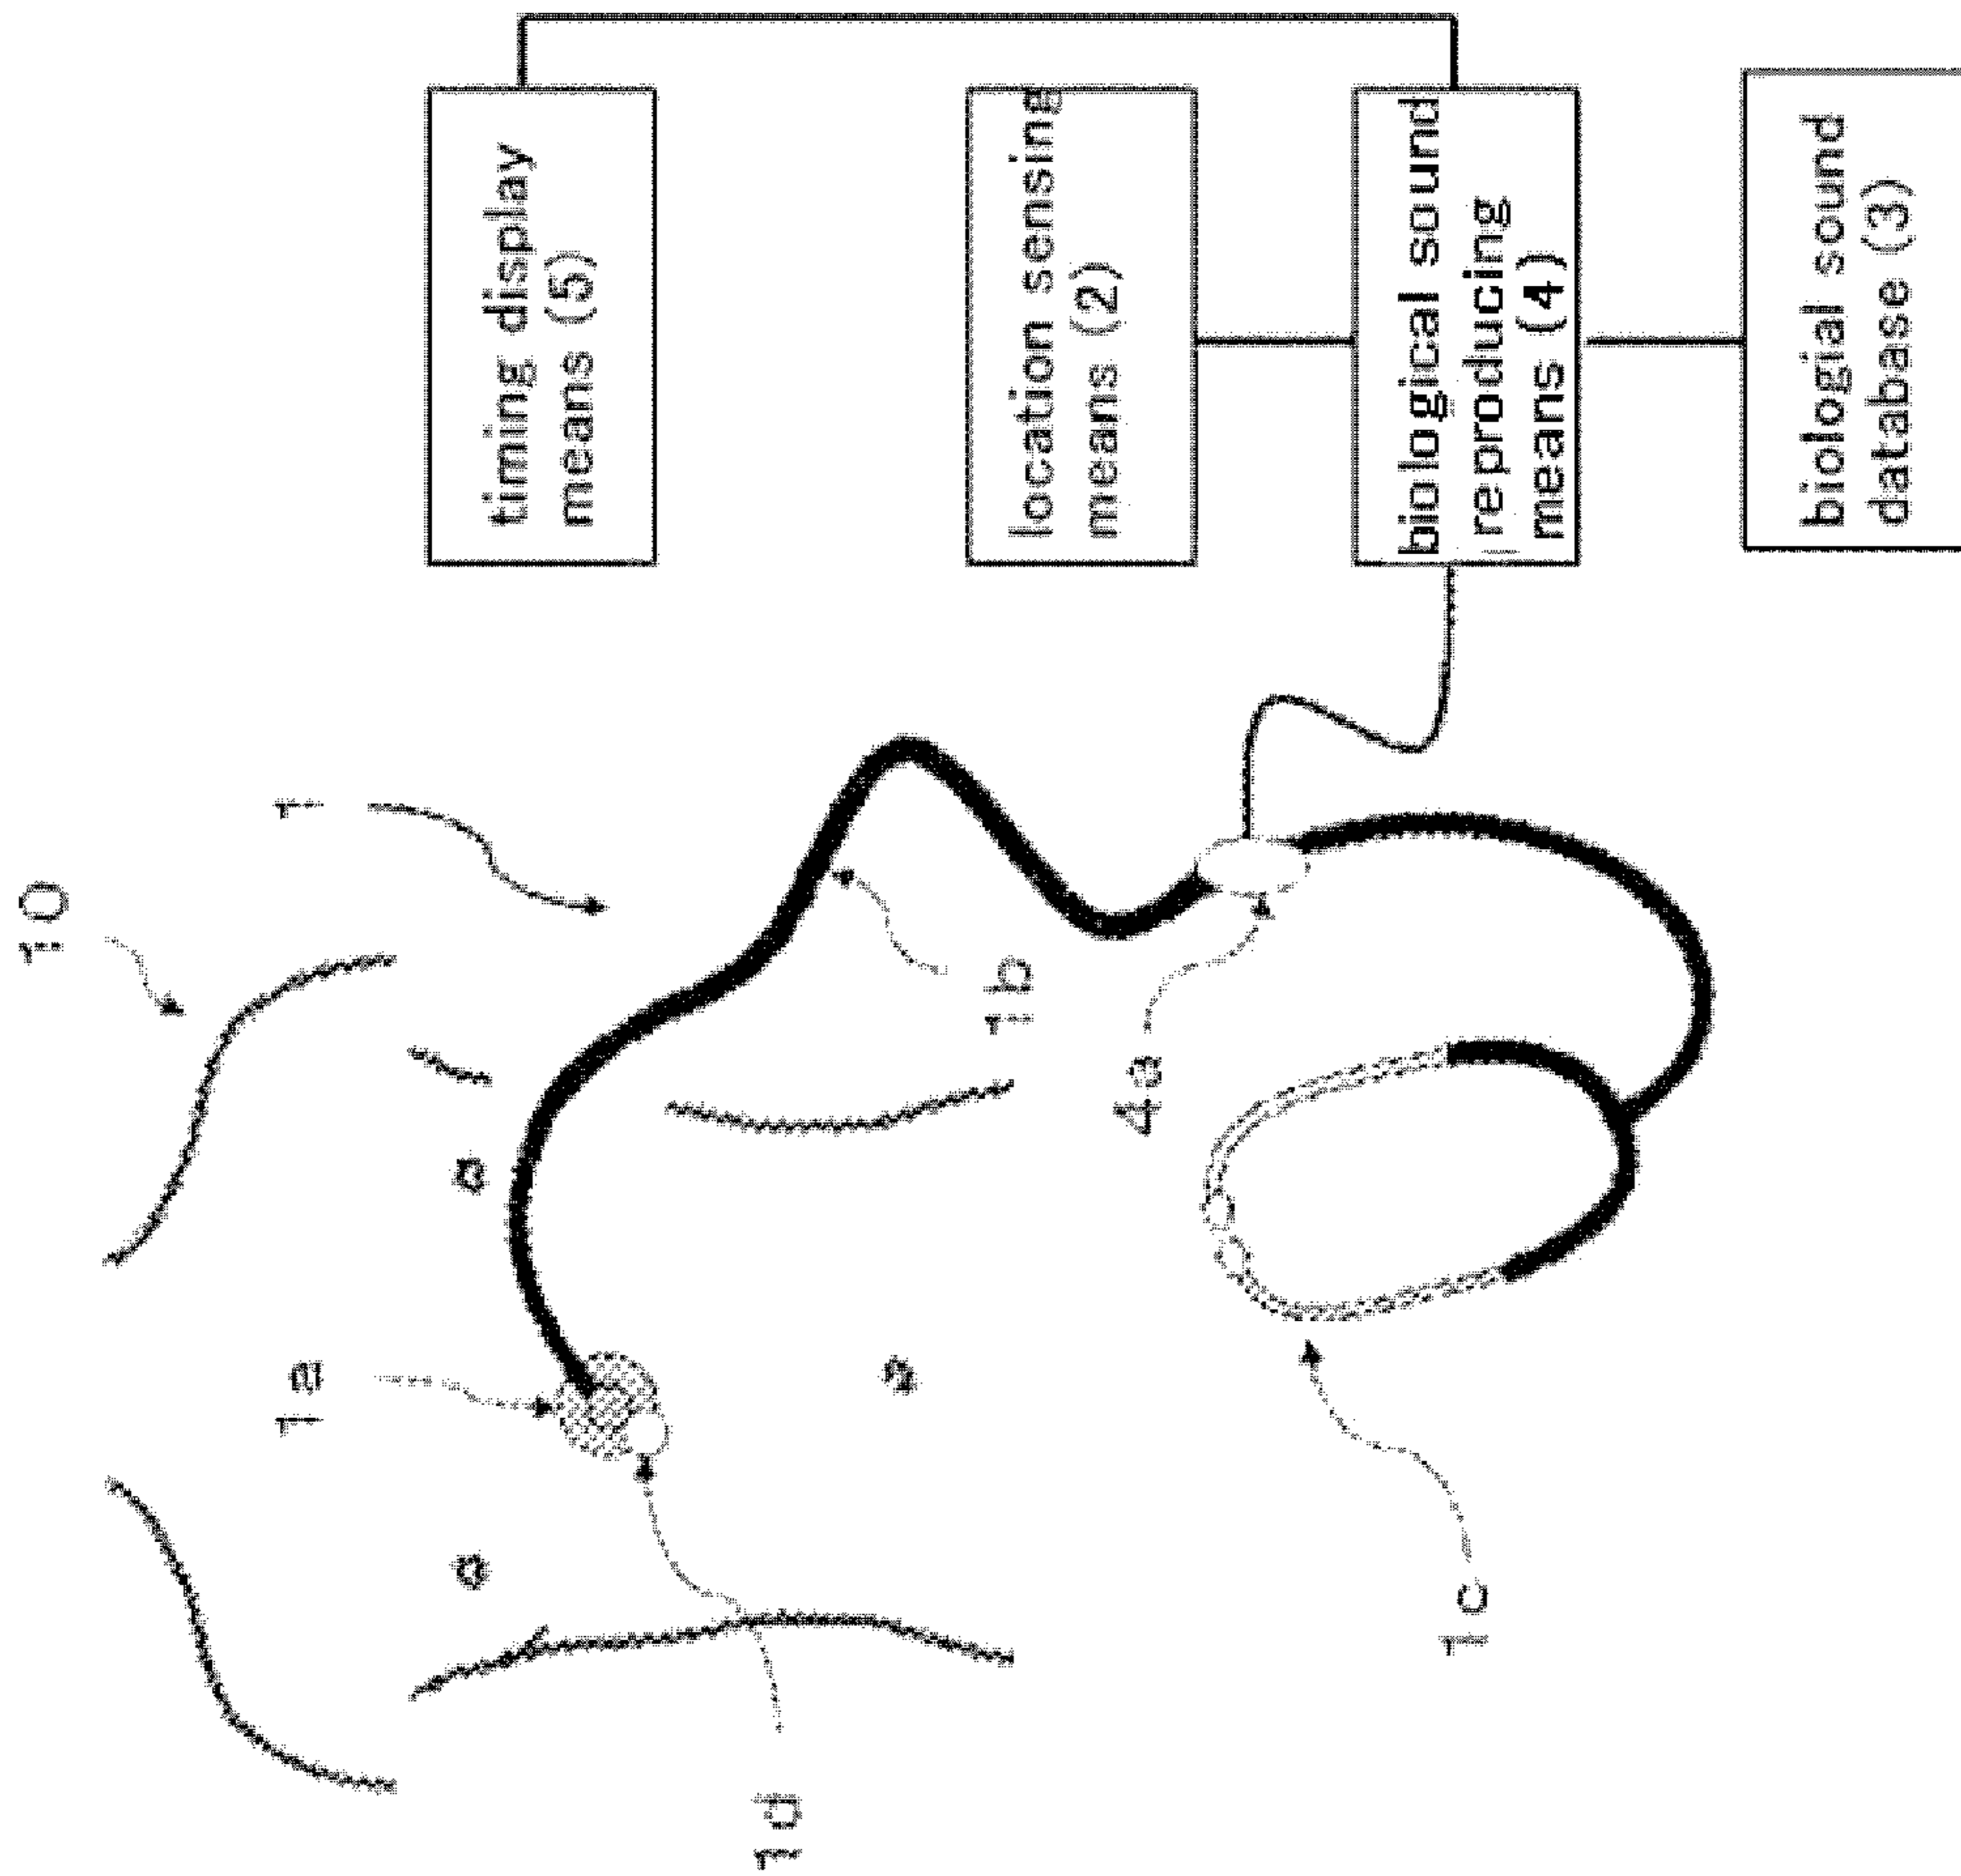 10
1
1a
1b
1d
4a
1c
timing display
means (5)
location sensing
means (2)
biological sound
reproducing
means (4)
biologial sound
database (3)